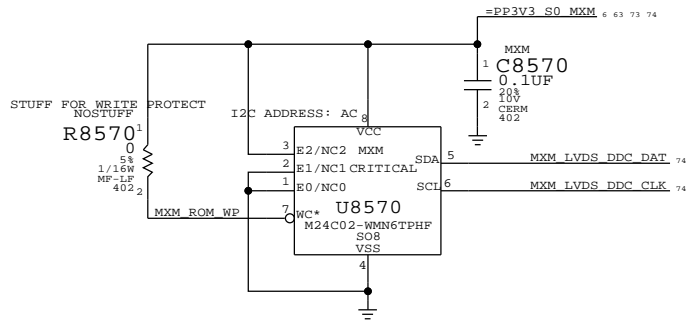 =PP3V3_S0_MXM 6 63 73 74
MXM
1 C8570
0.1UF
20%
10V
2 CERM
402
STUFF FOR WRITE PROTECT
NOSTUFF
R8570 1
0
5%
1/16W
MF-LF
402 2
I2C ADDRESS: AC
8
VCC
3 E2/NC2 MXM
2 E1/NC1 CRITICAL
1 E0/NC0
SDA 5 MXM_LVDS_DDC_DAT 74
SCL 6 MXM_LVDS_DDC_CLK 74
U8570
MXM_ROM_WP 7 WC*
M24C02-WMN6TPHF
SO8
VSS
4